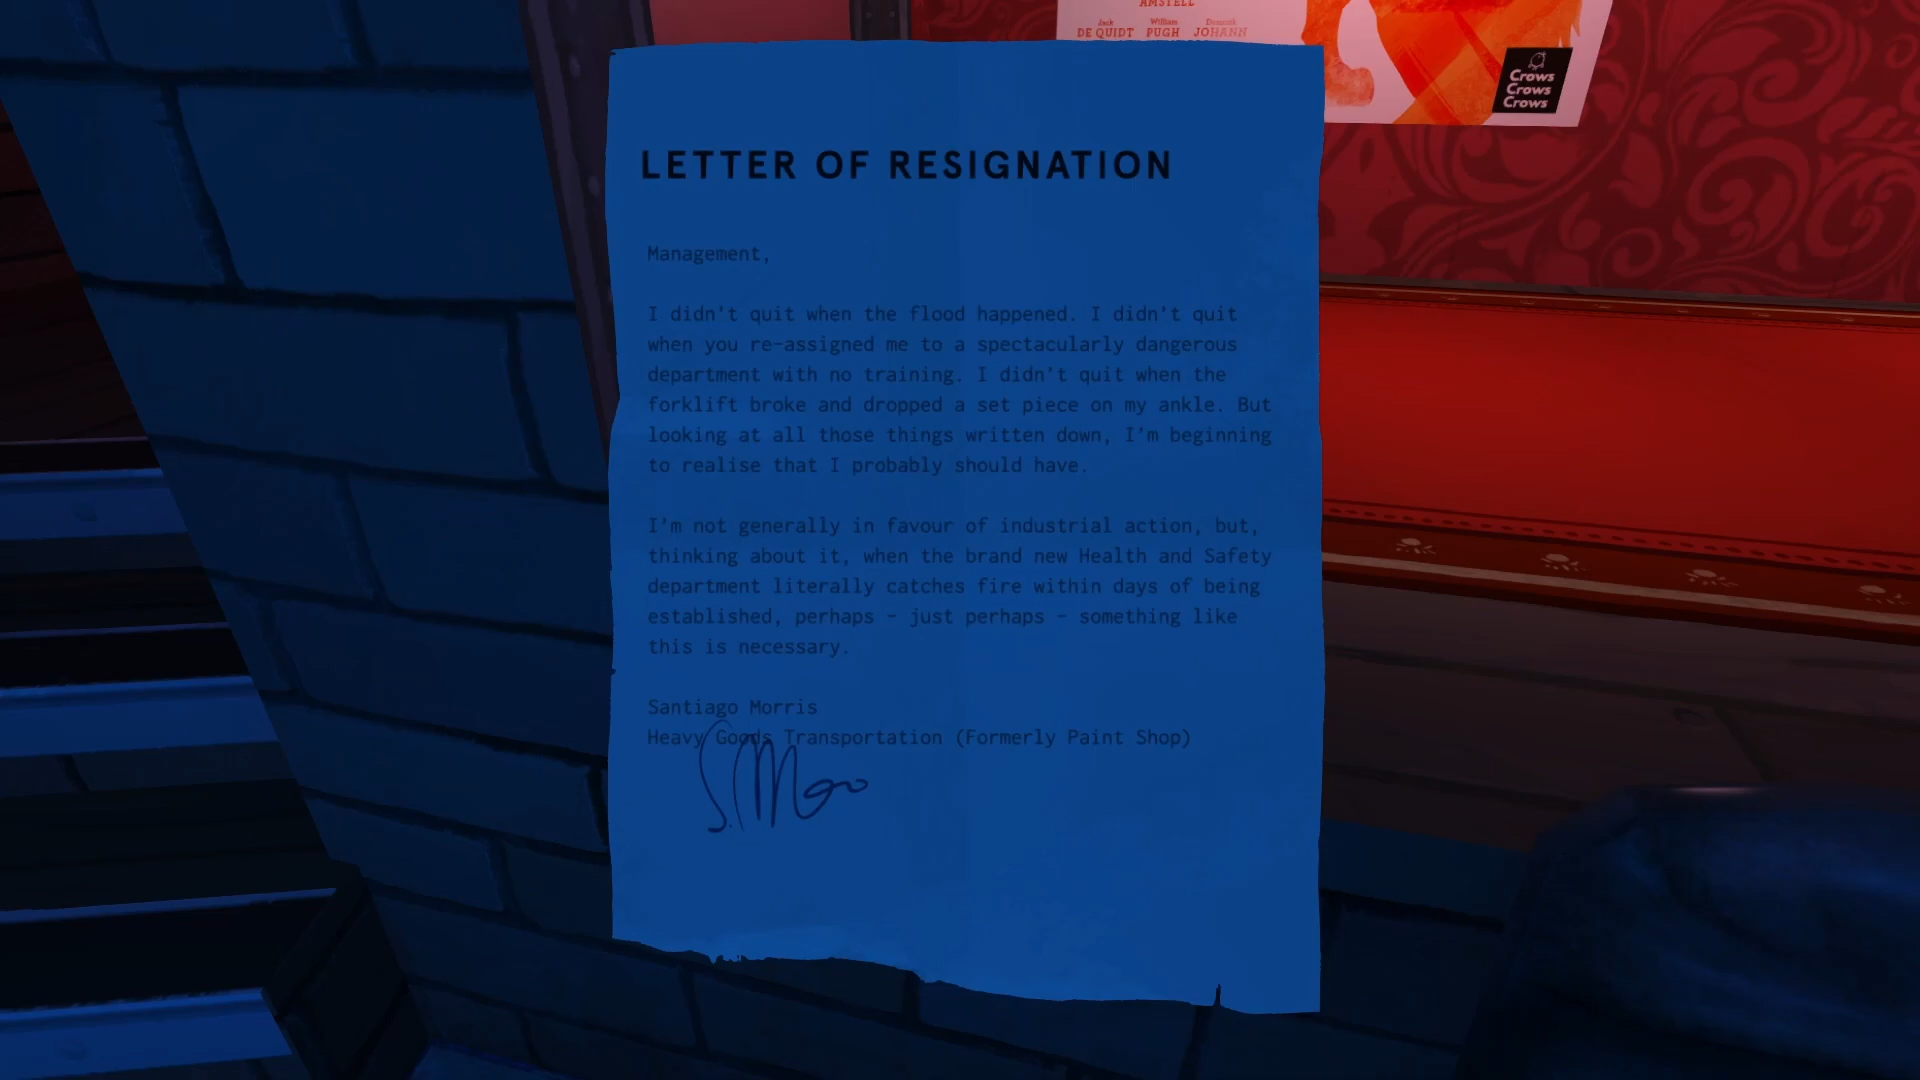 AMSTELL
Jack William Dominik
DE QUIDT PUGH JOHANN
Crows
Crows
Crows
LETTER OF RESIGNATION
Management,
I didn't quit when the flood happened. I didn't quit
when you re-assigned me to a spectacularly dangerous
department with no training. I didn't quit when the
forklift broke and dropped a set piece on my ankle. But
looking at all those things written down, I'm beginning
to realise that I probably should have.
I'm not generally in favour of industrial action, but,
thinking about it, when the brand new Health and Safety
department literally catches fire within days of being
established, perhaps - just perhaps - something like
this is necessary.
Santiago Morris
Heavy Goods Transportation (Formerly Paint Shop)